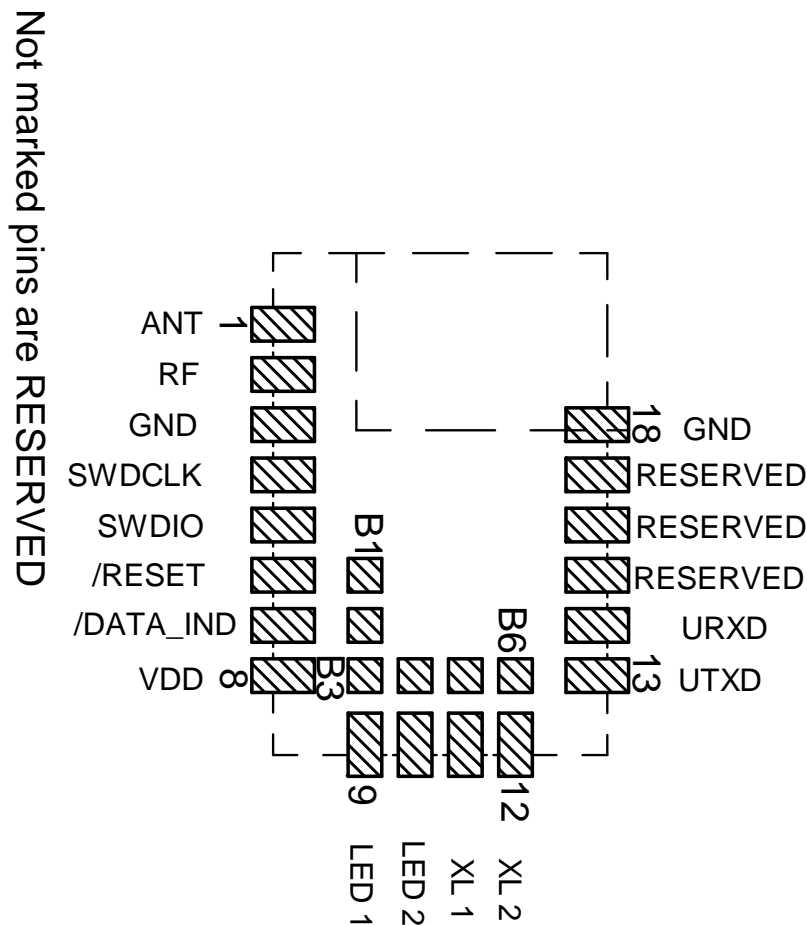 Not marked pins are RESERVED
ANT 1
RF
GND
SWDCLK
SWDIO
/RESET
/DATA_IND
VDD 8
B1
B3
B6
18 GND
RESERVED
RESERVED
RESERVED
URXD
13 UTXD
9
12
LED 1
LED 2
XL 1
XL 2